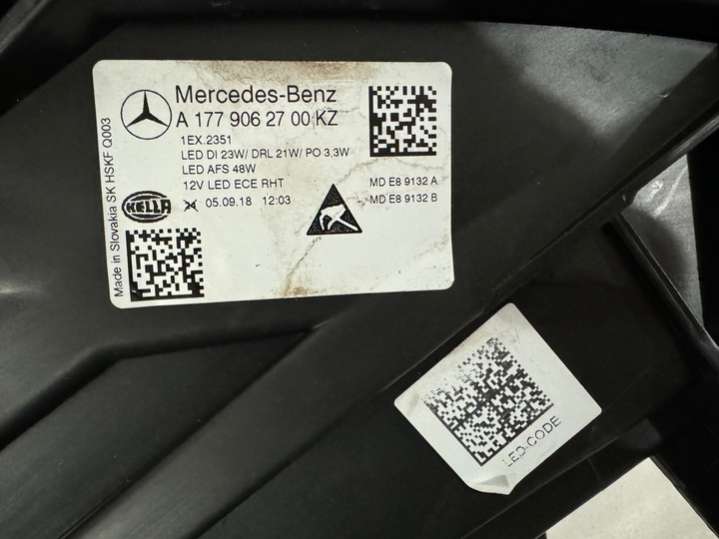 Mercedes-Benz
A 177 906 27 00 KZ
1EX.2351
LED DI 23W/ DRL 21W/ PO 3,3W
LED AFS 48W
12V LED ECE RHT
MD E8 9132 A
HELLA
05.09.18 12:03
MD E8 9132 B
Made in Slovakia SK HSKF Q003
LED-CODE